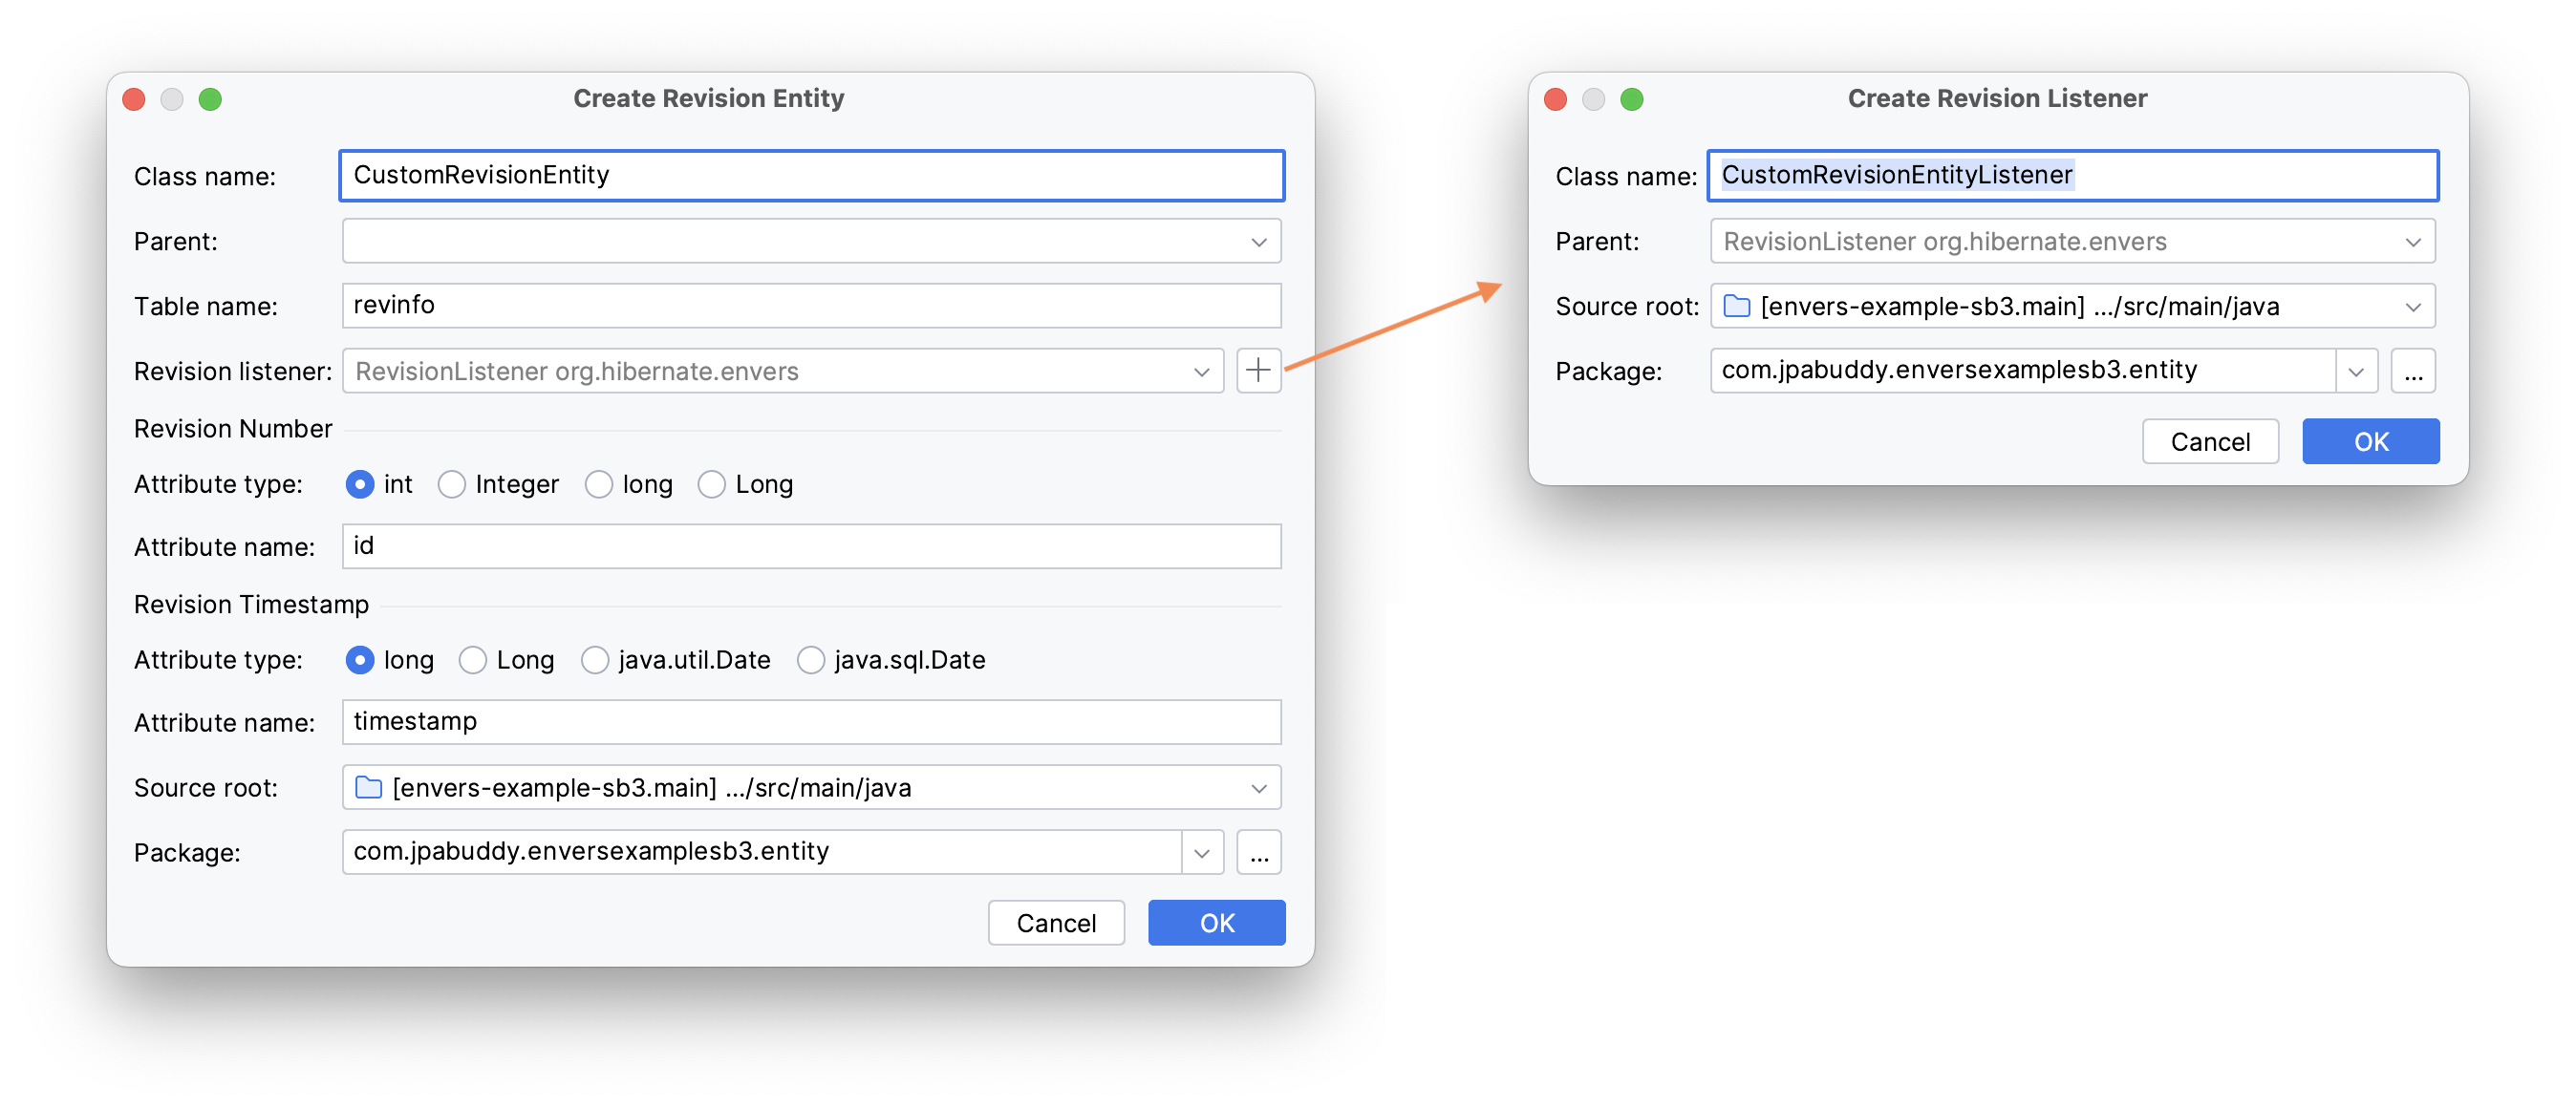 Create Revision Entity
Class name: CustomRevisionEntity
Parent:
Table name: revinfo
Revision listener: RevisionListener org.hibernate.envers
Revision Number
Attribute type: int Integer long Long
Attribute name: id
Revision Timestamp
Attribute type: long Long java.util.Date java.sql.Date
Attribute name: timestamp
Source root: [envers-example-sb3.main] .../src/main/java
Package: com.jpabuddy.enversexamplesb3.entity ...
Cancel OK
Create Revision Listener
Class name: CustomRevisionEntityListener
Parent: RevisionListener org.hibernate.envers
Source root: [envers-example-sb3.main] .../src/main/java
Package: com.jpabuddy.enversexamplesb3.entity ...
Cancel OK